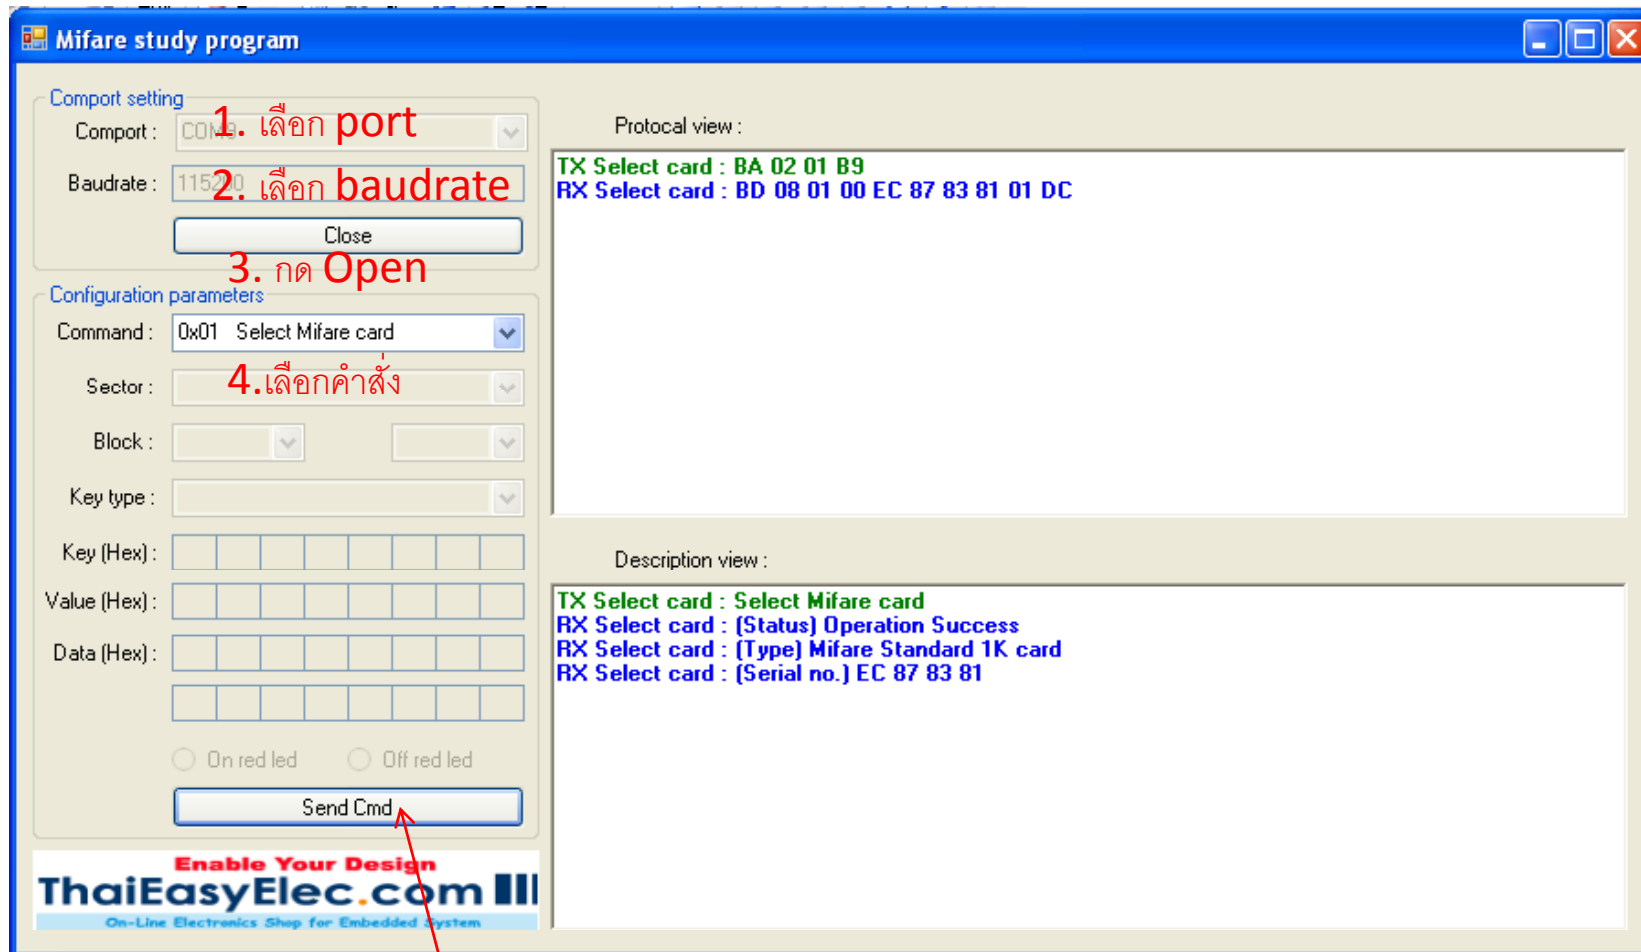 Mifare study program
Comport setting
Comport :
1. เลือก port
Baudrate :
2. เลือก baudrate
Close
3. กด Open
Configuration parameters
Command : 0x01 Select Mifare card
Sector :
4.เลือกคำสั่ง
Block :
Key type :
Key (Hex) :
Value (Hex) :
Data (Hex) :
On red led Off red led
Send Cmd
Enable Your Design
ThaiEasyElec.com
On-Line Electronics Shop for Embedded System
Protocal view :
TX Select card : BA 02 01 B9
RX Select card : BD 08 01 00 EC 87 83 81 01 DC
Description view :
TX Select card : Select Mifare card
RX Select card : (Status) Operation Success
RX Select card : (Type) Mifare Standard 1K card
RX Select card : (Serial no.) EC 87 83 81